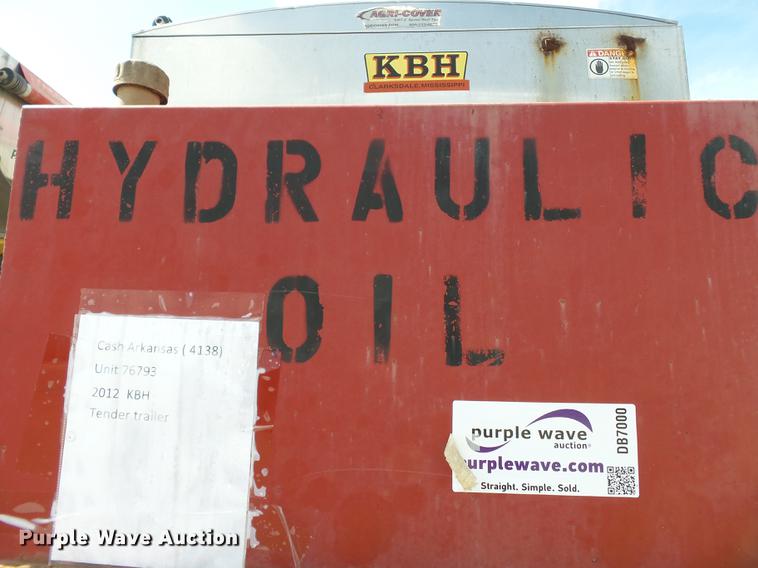 AGRI-COVER
KBH
CLARKSDALE, MISSISSIPPI
DANGER
HYDRAULIC
OIL
Cash Arkansas ( 4138)
Unit 76793
2012 KBH
Tender trailer
purple wave
auction®
urplewave.com
Straight. Simple. Sold.
DB7000
Purple Wave Auction